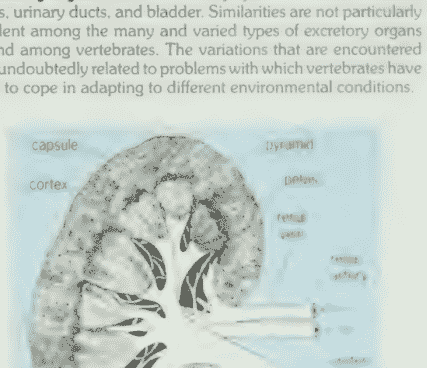 s, urinary ducts, and bladder. Similarities are not particularly
lent among the many and varied types of excretory organs
nd among vertebrates. The variations that are encountered
undoubtedly related to problems with which vertebrates have
to cope in adapting to different environmental conditions.
capsule
pyramid
cortex
pelvis
renal
vein
renal
artery